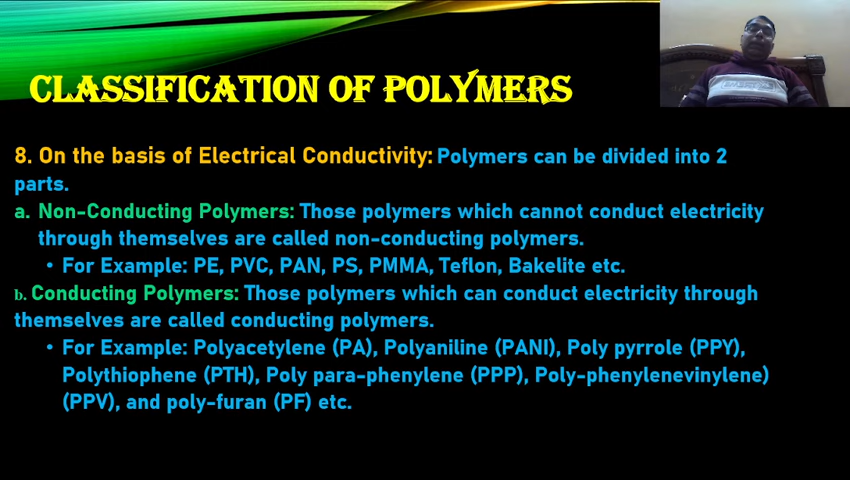 CLASSIFICATION OF POLYMERS
8. On the basis of Electrical Conductivity: Polymers can be divided into 2
parts.
a. Non-Conducting Polymers: Those polymers which cannot conduct electricity
through themselves are called non-conducting polymers.
• For Example: PE, PVC, PAN, PS, PMMA, Teflon, Bakelite etc.
b. Conducting Polymers: Those polymers which can conduct electricity through
themselves are called conducting polymers.
• For Example: Polyacetylene (PA), Polyaniline (PANI), Poly pyrrole (PPY),
Polythiophene (PTH), Poly para-phenylene (PPP), Poly-phenylenevinylene)
(PPV), and poly-furan (PF) etc.